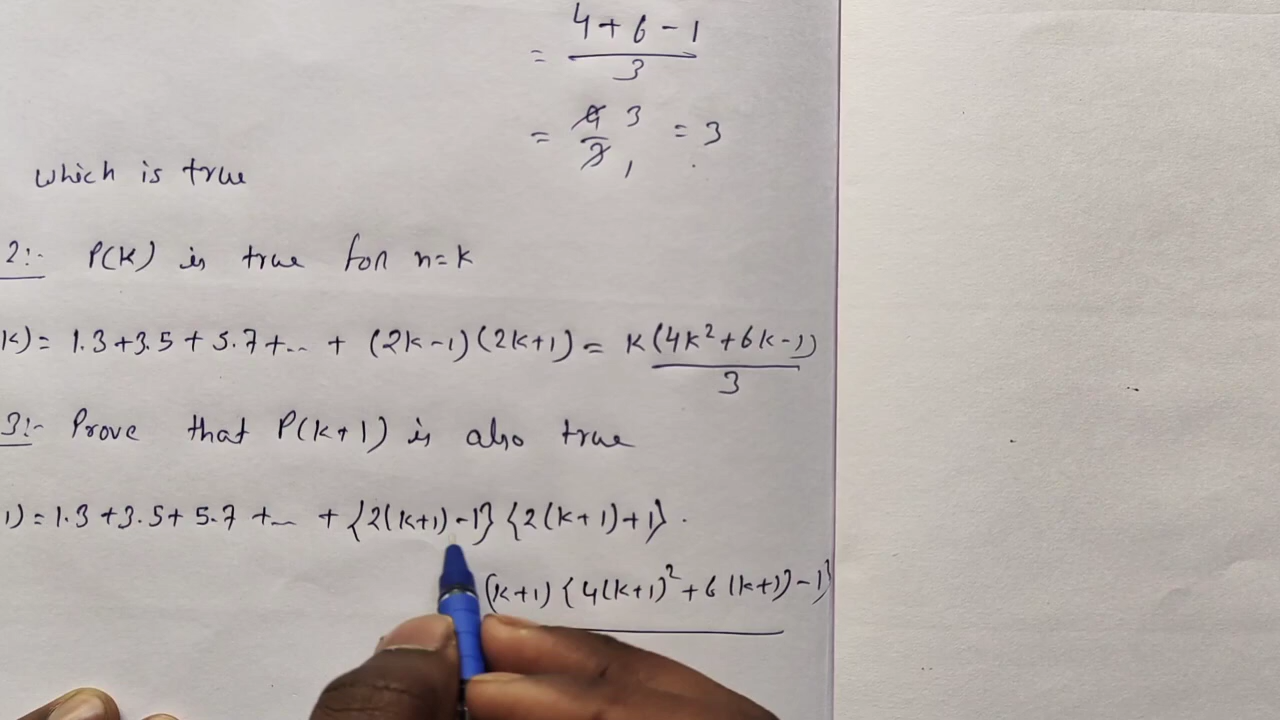 4+6-1
= ―――
3
= 9/3 3/1 = 3
which is true
2:- P(K) is true for n=k
K) = 1.3+3.5+5.7+... + (2k-1)(2k+1) = K(4K²+6k-1)/3
3:- Prove that P(k+1) is also true
1) = 1.3+3.5+5.7+... + {2(k+1)-1} {2(k+1)+1}
(k+1) {4(k+1)²+6(k+1)-1}